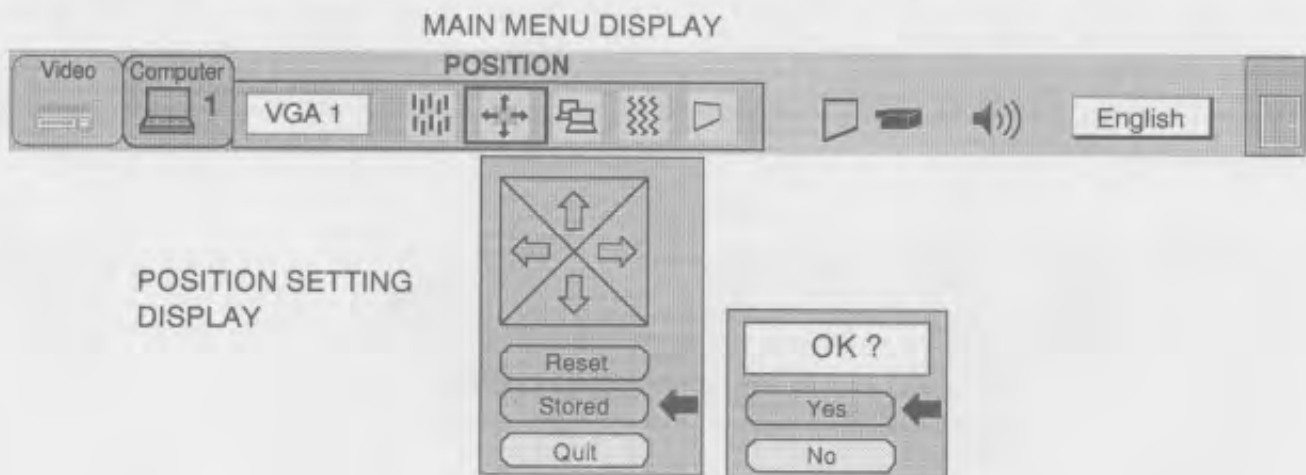 MAIN MENU DISPLAY
POSITION
Video
Computer
1
VGA 1
English
POSITION SETTING
DISPLAY
Reset
Stored
Quit
OK ?
Yes
No